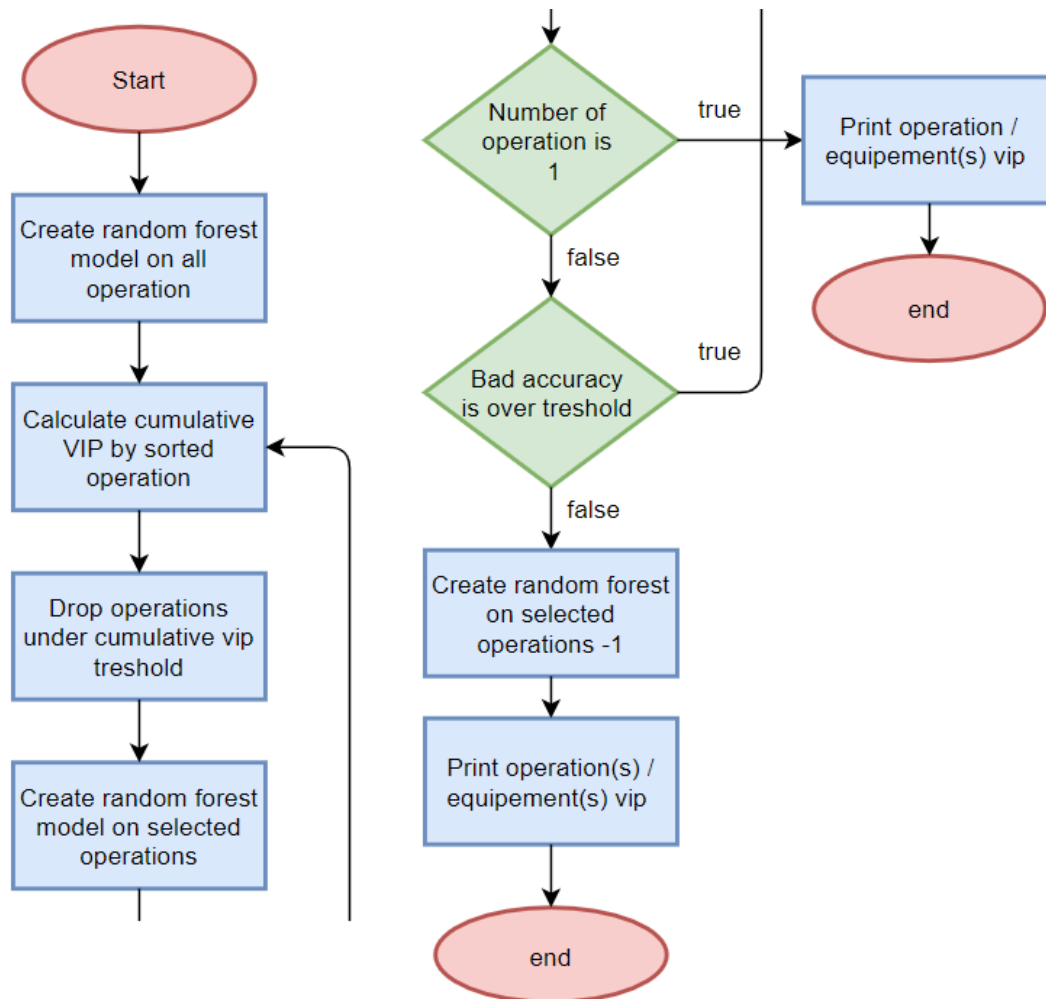 Start
Create random forest
model on all
operation
Calculate cumulative
VIP by sorted
operation
Drop operations
under cumulative vip
treshold
Create random forest
model on selected
operations
Number of
operation is
1
true
false
Bad accuracy
is over treshold
true
false
Create random forest
on selected
operations -1
Print operation(s) /
equipement(s) vip
end
Print operation /
equipement(s) vip
end